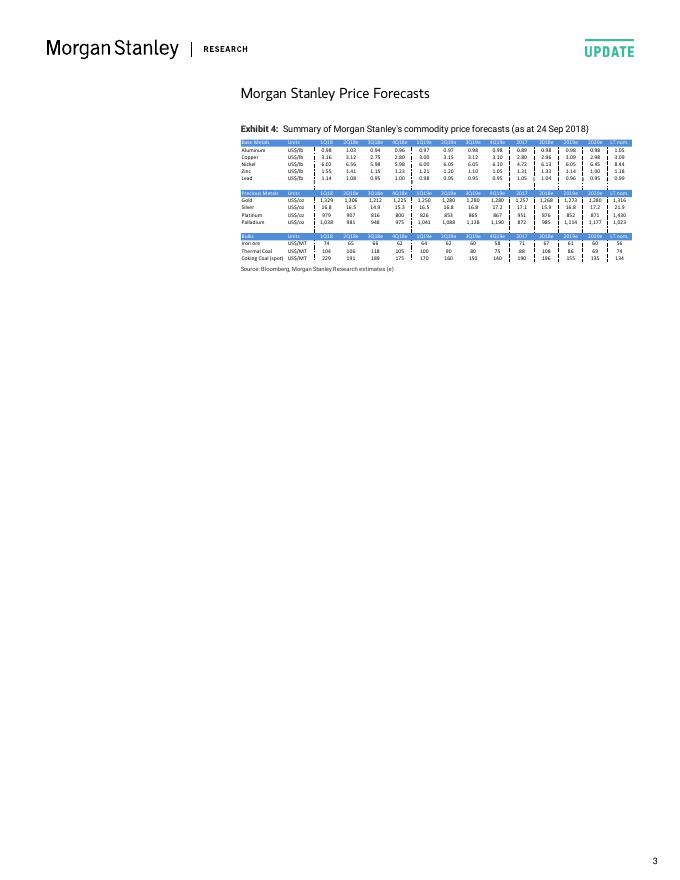 Morgan Stanley | RESEARCH
UPDATE
Morgan Stanley Price Forecasts
Exhibit 4: Summary of Morgan Stanley's commodity price forecasts (as at 24 Sep 2018)
Base Metals Units 1Q18 2Q18e 3Q18e 4Q18e 1Q19e 2Q19e 3Q19e 4Q19e 2017 2018e 2019e 2020e LT nom.
Aluminum US$/lb 0.98 1.03 0.94 0.96 0.97 0.97 0.98 0.98 0.89 0.98 0.98 0.98 1.05
Copper US$/lb 3.16 3.12 2.75 2.80 3.00 3.15 3.12 3.10 2.80 2.96 3.09 2.98 3.09
Nickel US$/lb 6.02 6.56 5.98 5.98 6.00 6.05 6.05 6.10 4.72 6.13 6.05 6.45 8.44
Zinc US$/lb 1.55 1.41 1.15 1.23 1.21 1.20 1.10 1.05 1.31 1.33 1.14 1.00 1.18
Lead US$/lb 1.14 1.08 0.95 1.00 0.98 0.95 0.95 0.95 1.05 1.04 0.96 0.95 0.99
Precious Metals Units 1Q18 2Q18e 3Q18e 4Q18e 1Q19e 2Q19e 3Q19e 4Q19e 2017 2018e 2019e 2020e LT nom.
Gold US$/oz 1,329 1,306 1,212 1,225 1,250 1,280 1,280 1,280 1,257 1,268 1,273 1,280 1,316
Silver US$/oz 16.8 16.5 14.9 15.3 16.5 16.8 16.8 17.2 17.1 15.9 16.8 17.2 21.9
Platinum US$/oz 979 907 816 800 826 853 865 867 951 876 852 871 1,430
Palladium US$/oz 1,038 981 948 975 1,041 1,088 1,138 1,190 872 985 1,114 1,177 1,023
Bulks Units 1Q18 2Q18e 3Q18e 4Q18e 1Q19e 2Q19e 3Q19e 4Q19e 2017 2018e 2019e 2020e LT nom.
Iron ore US$/MT 74 65 66 62 64 62 60 58 71 67 61 60 56
Thermal Coal US$/MT 104 106 118 105 100 90 80 75 88 108 86 69 74
Coking Coal (spot) US$/MT 229 191 189 175 170 160 150 140 190 196 155 135 134
Source: Bloomberg, Morgan Stanley Research estimates (e)
3